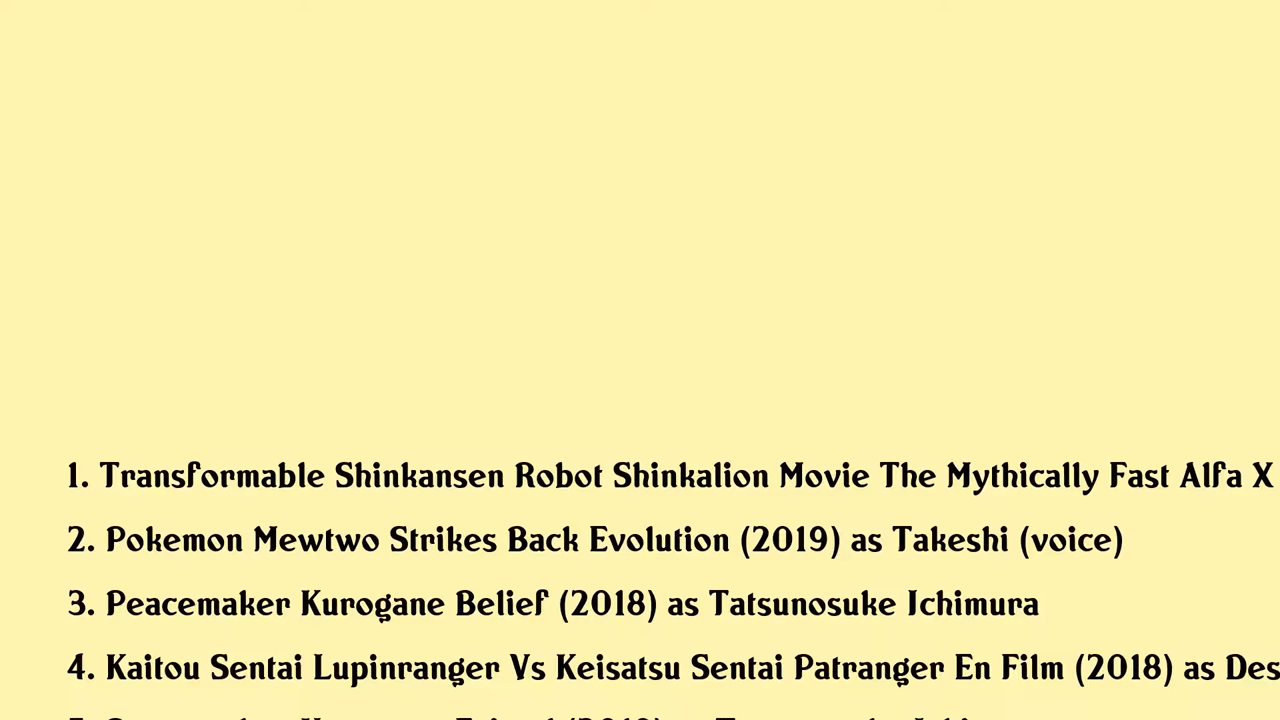 1. Transformable Shinkansen Robot Shinkalion Movie The Mythically Fast Alfa X
2. Pokemon Mewtwo Strikes Back Evolution (2019) as Takeshi (voice)
3. Peacemaker Kurogane Belief (2018) as Tatsunosuke Ichimura
4. Kaitou Sentai Lupinranger Vs Keisatsu Sentai Patranger En Film (2018) as Des